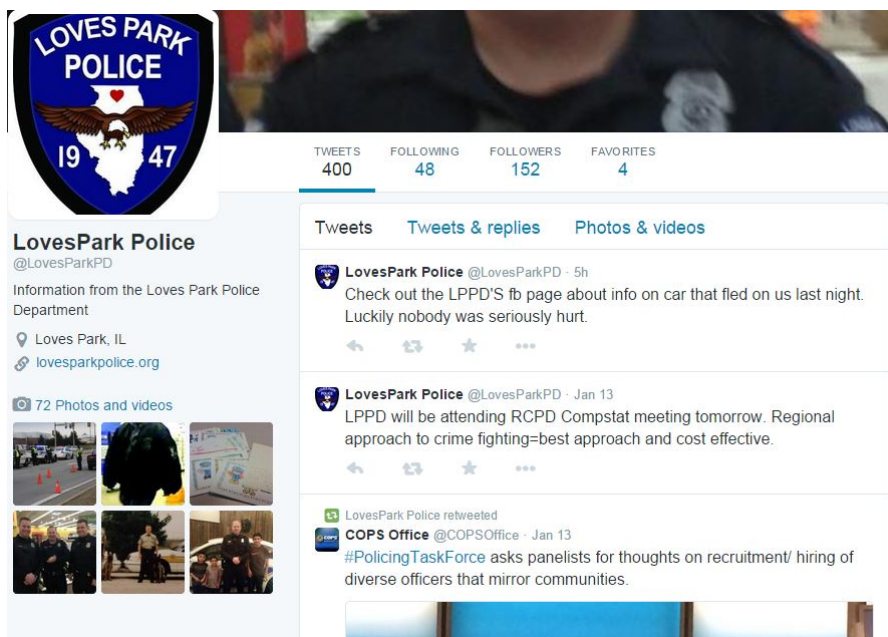 LOVES PARK
POLICE
19 47
TWEETS
400
FOLLOWING
48
FOLLOWERS
152
FAVORITES
4
LovesPark Police
@LovesParkPD
Information from the Loves Park Police
Department
Loves Park, IL
lovesparkpolice.org
72 Photos and videos
Tweets Tweets & replies Photos & videos
LovesPark Police @LovesParkPD · 5h
Check out the LPPD'S fb page about info on car that fled on us last night.
Luckily nobody was seriously hurt.
LovesPark Police @LovesParkPD · Jan 13
LPPD will be attending RCPD Compstat meeting tomorrow. Regional
approach to crime fighting=best approach and cost effective.
LovesPark Police retweeted
COPS
COPS Office @COPSOffice · Jan 13
#PolicingTaskForce asks panelists for thoughts on recruitment/ hiring of
diverse officers that mirror communities.